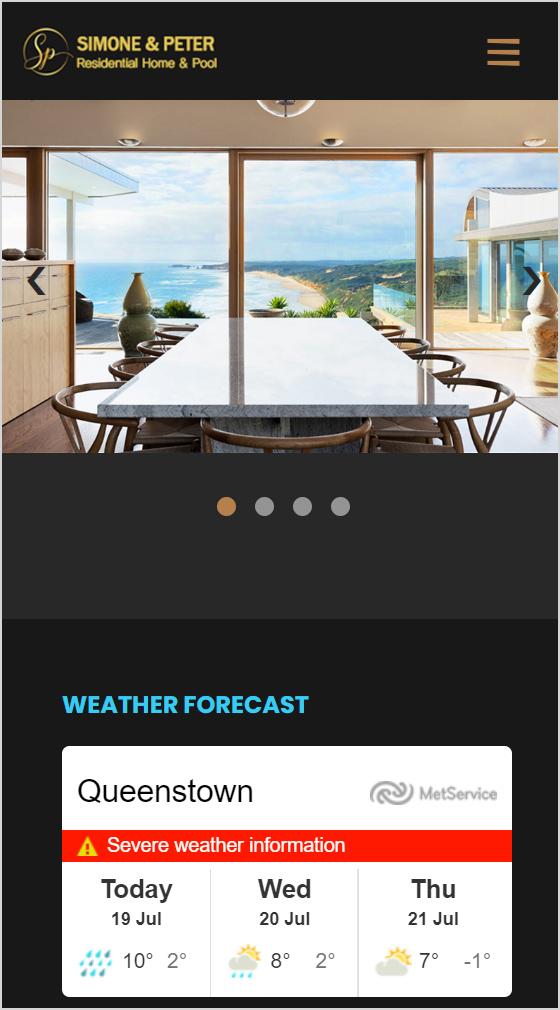 Sp SIMONE & PETER
Residential Home & Pool
WEATHER FORECAST
Queenstown
MetService
Severe weather information
Today Wed Thu
19 Jul 20 Jul 21 Jul
10° 2° 8° 2° 7° -1°